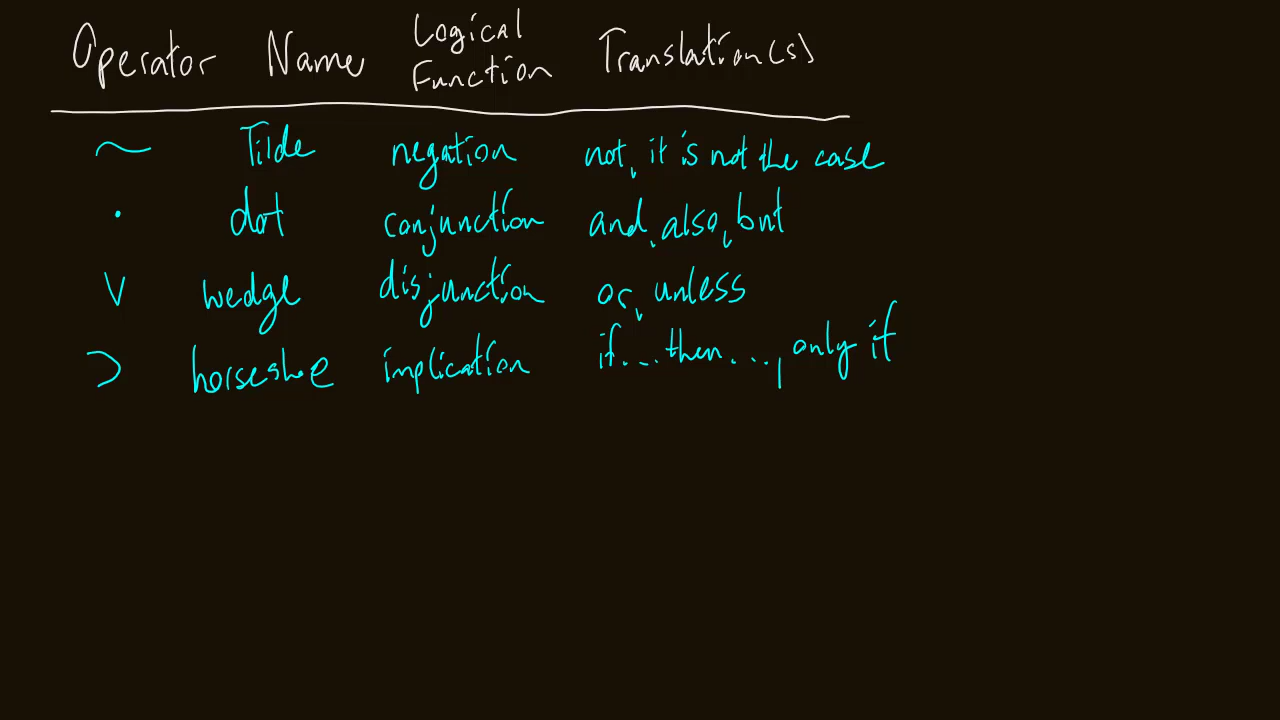 Operator Name Logical Function Translation(s)
~ Tilde negation not, it is not the case
· dot conjunction and, also, but
V wedge disjunction or, unless
⊃ horseshoe implication if...then..., only if